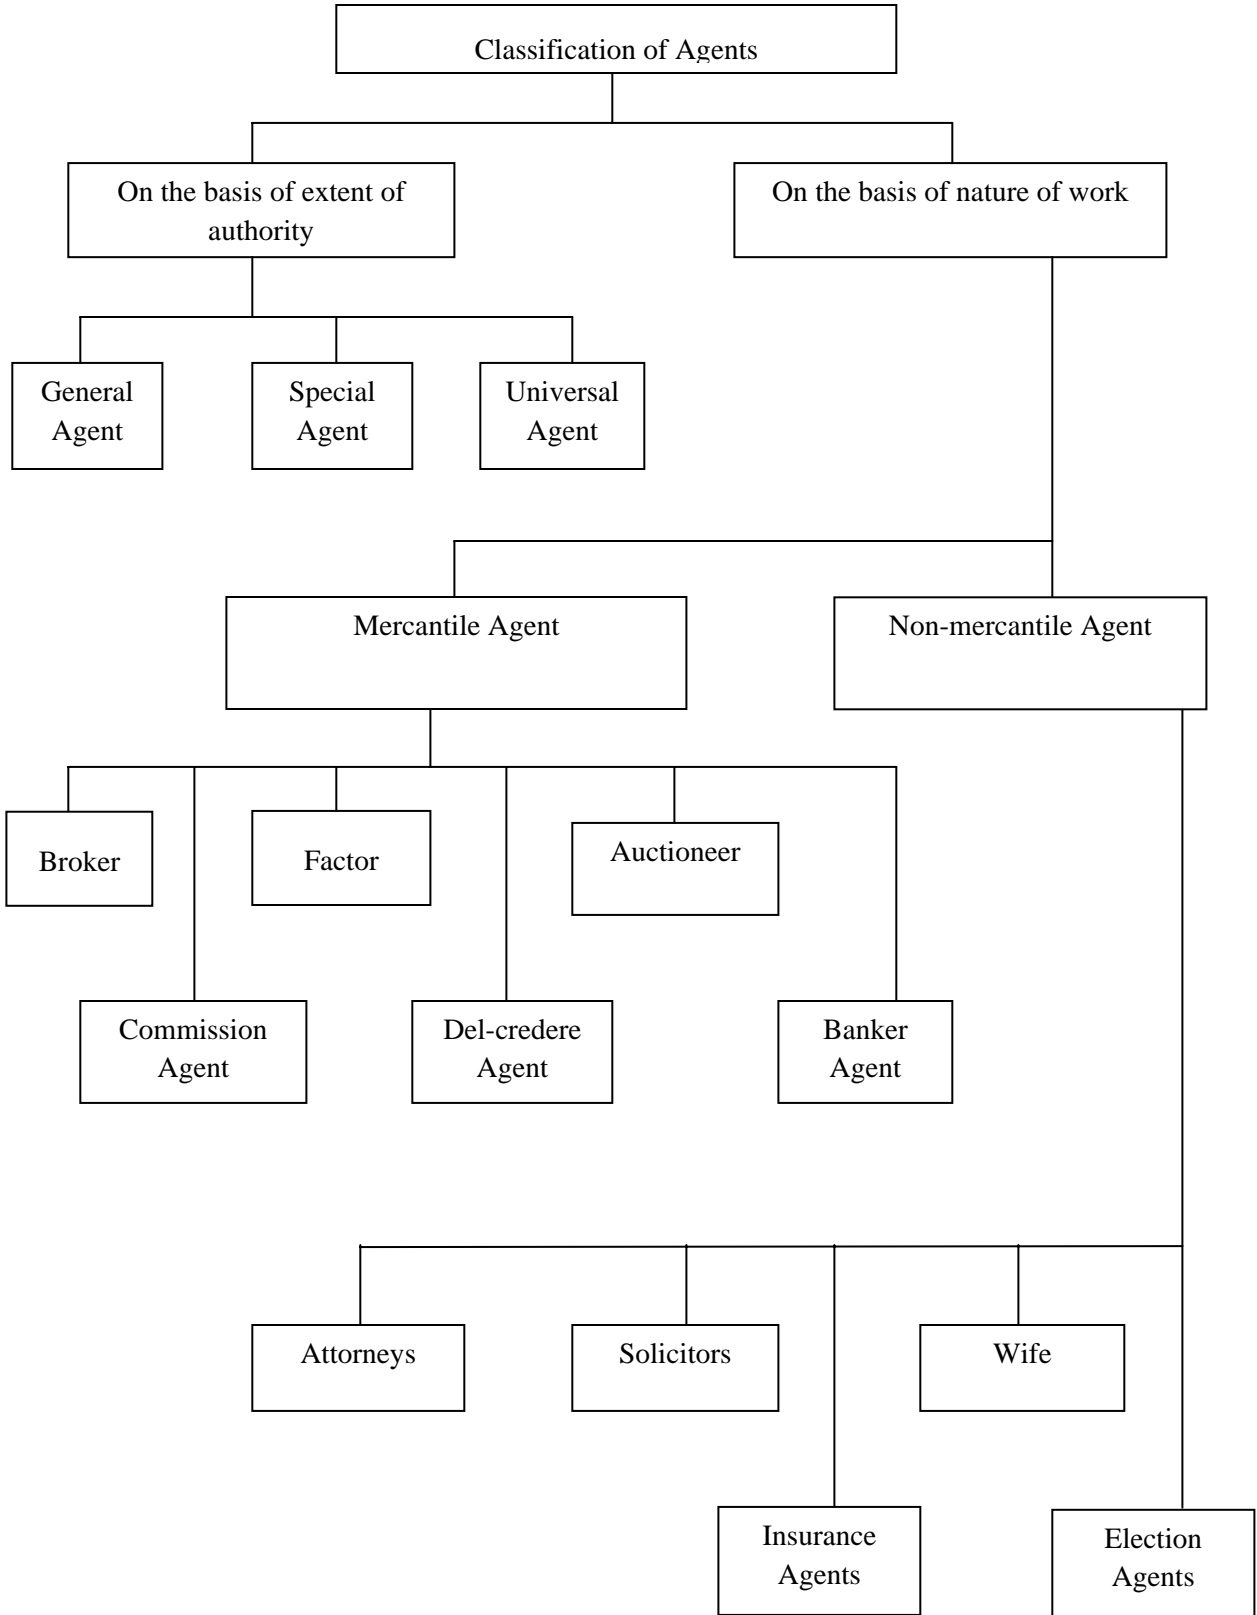 Classification of Agents
On the basis of extent of
authority
On the basis of nature of work
General
Agent
Special
Agent
Universal
Agent
Mercantile Agent
Non-mercantile Agent
Broker
Factor
Auctioneer
Commission
Agent
Del-credere
Agent
Banker
Agent
Attorneys
Solicitors
Wife
Insurance
Agents
Election
Agents